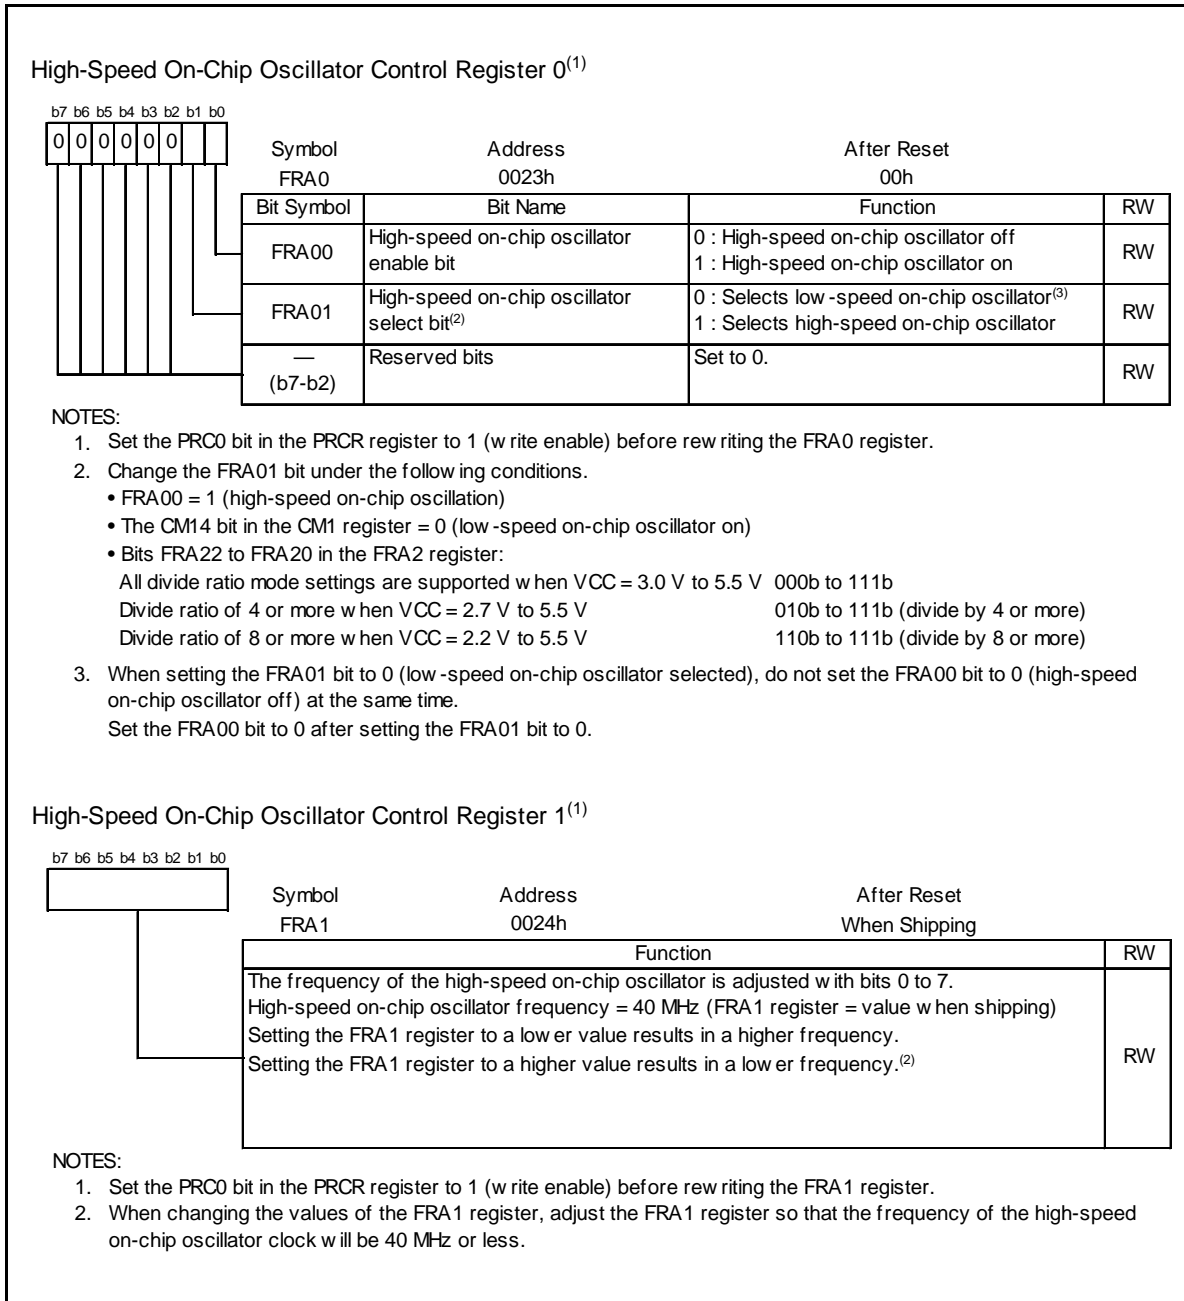 High-Speed On-Chip Oscillator Control Register 0(1)
b7 b6 b5 b4 b3 b2 b1 b0
0 0 0 0 0 0
Symbol Address After Reset
FRA0 0023h 00h
Bit Symbol Bit Name Function RW
FRA00 High-speed on-chip oscillator enable bit 0 : High-speed on-chip oscillator off RW
1 : High-speed on-chip oscillator on
FRA01 High-speed on-chip oscillator select bit(2) 0 : Selects low-speed on-chip oscillator(3) RW
1 : Selects high-speed on-chip oscillator
— Reserved bits Set to 0. RW
(b7-b2)
NOTES:
1. Set the PRC0 bit in the PRCR register to 1 (write enable) before rewriting the FRA0 register.
2. Change the FRA01 bit under the following conditions.
• FRA00 = 1 (high-speed on-chip oscillation)
• The CM14 bit in the CM1 register = 0 (low-speed on-chip oscillator on)
• Bits FRA22 to FRA20 in the FRA2 register:
All divide ratio mode settings are supported when VCC = 3.0 V to 5.5 V 000b to 111b
Divide ratio of 4 or more when VCC = 2.7 V to 5.5 V 010b to 111b (divide by 4 or more)
Divide ratio of 8 or more when VCC = 2.2 V to 5.5 V 110b to 111b (divide by 8 or more)
3. When setting the FRA01 bit to 0 (low-speed on-chip oscillator selected), do not set the FRA00 bit to 0 (high-speed
on-chip oscillator off) at the same time.
Set the FRA00 bit to 0 after setting the FRA01 bit to 0.
High-Speed On-Chip Oscillator Control Register 1(1)
b7 b6 b5 b4 b3 b2 b1 b0
Symbol Address After Reset
FRA1 0024h When Shipping
Function RW
The frequency of the high-speed on-chip oscillator is adjusted with bits 0 to 7.
High-speed on-chip oscillator frequency = 40 MHz (FRA1 register = value when shipping)
Setting the FRA1 register to a lower value results in a higher frequency.
Setting the FRA1 register to a higher value results in a lower frequency.(2) RW
NOTES:
1. Set the PRC0 bit in the PRCR register to 1 (write enable) before rewriting the FRA1 register.
2. When changing the values of the FRA1 register, adjust the FRA1 register so that the frequency of the high-speed
on-chip oscillator clock will be 40 MHz or less.